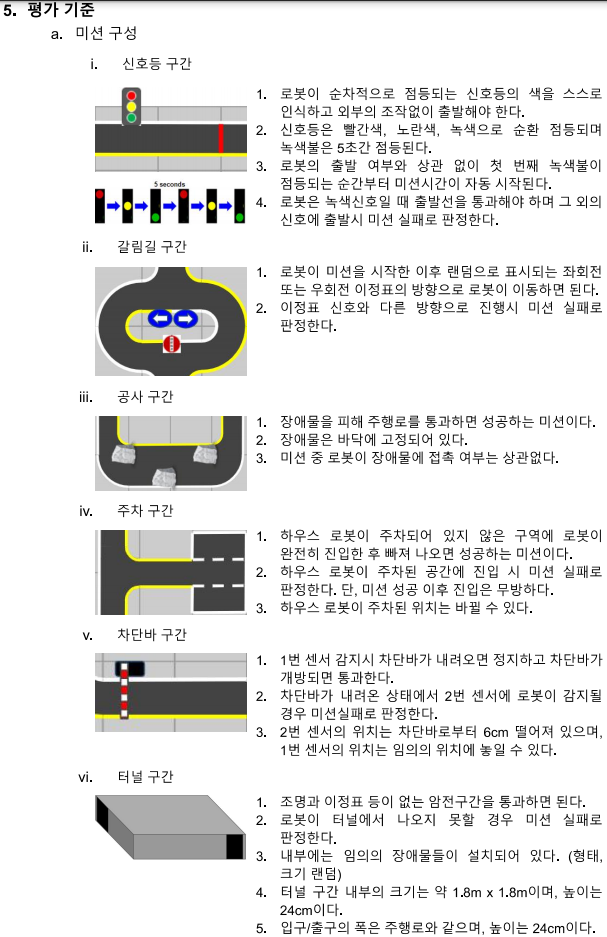 5. 평가 기준
a. 미션 구성
i. 신호등 구간
5 seconds
1. 로봇이 순차적으로 점등되는 신호등의 색을 스스로
인식하고 외부의 조작없이 출발해야 한다.
2. 신호등은 빨간색, 노란색, 녹색으로 순환 점등되며
녹색불은 5초간 점등된다.
3. 로봇의 출발 여부와 상관 없이 첫 번째 녹색불이
점등되는 순간부터 미션시간이 자동 시작된다.
4. 로봇은 녹색신호일 때 출발선을 통과해야 하며 그 외의
신호에 출발시 미션 실패로 판정한다.
ii. 갈림길 구간
1. 로봇이 미션을 시작한 이후 랜덤으로 표시되는 좌회전
또는 우회전 이정표의 방향으로 로봇이 이동하면 된다.
2. 이정표 신호와 다른 방향으로 진행시 미션 실패로
판정한다.
iii. 공사 구간
1. 장애물을 피해 주행로를 통과하면 성공하는 미션이다.
2. 장애물은 바닥에 고정되어 있다.
3. 미션 중 로봇이 장애물에 접촉 여부는 상관없다.
iv. 주차 구간
1. 하우스 로봇이 주차되어 있지 않은 구역에 로봇이
완전히 진입한 후 빠져 나오면 성공하는 미션이다.
2. 하우스 로봇이 주차된 공간에 진입 시 미션 실패로
판정한다. 단, 미션 성공 이후 진입은 무방하다.
3. 하우스 로봇이 주차된 위치는 바뀔 수 있다.
v. 차단바 구간
1. 1번 센서 감지시 차단바가 내려오면 정지하고 차단바가
개방되면 통과한다.
2. 차단바가 내려온 상태에서 2번 센서에 로봇이 감지될
경우 미션실패로 판정한다.
3. 2번 센서의 위치는 차단바로부터 6cm 떨어져 있으며,
1번 센서의 위치는 임의의 위치에 놓일 수 있다.
vi. 터널 구간
1. 조명과 이정표 등이 없는 암전구간을 통과하면 된다.
2. 로봇이 터널에서 나오지 못할 경우 미션 실패로
판정한다.
3. 내부에는 임의의 장애물들이 설치되어 있다. (형태,
크기 랜덤)
4. 터널 구간 내부의 크기는 약 1.8m x 1.8m이며, 높이는
24cm이다.
5. 입구/출구의 폭은 주행로와 같으며, 높이는 24cm이다.